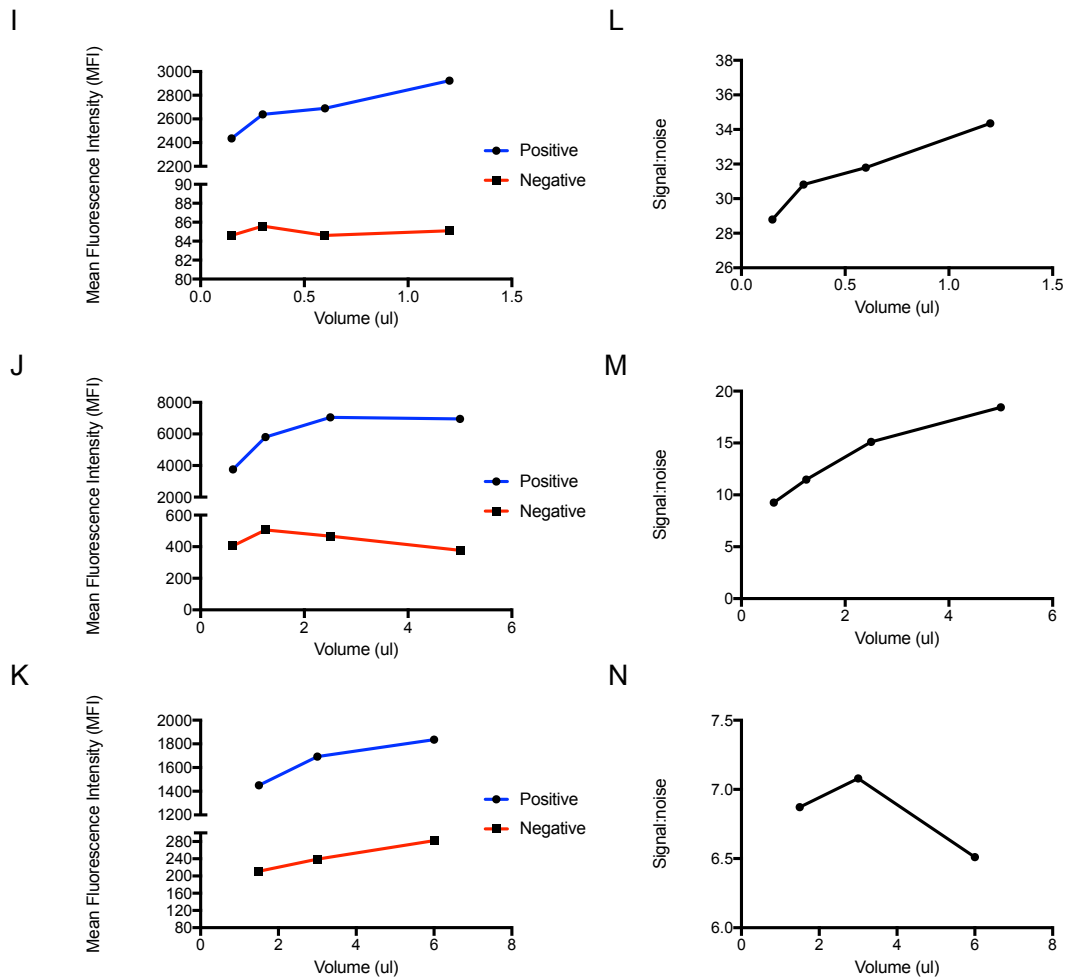 I
Mean Fluorescence Intensity (MFI)
3000
2800
2600
2400
2200
90
88
86
84
82
80
0.0 0.5 1.0 1.5
Volume (ul)
Positive
Negative
L
Signal:noise
38
36
34
32
30
28
26
0.0 0.5 1.0 1.5
Volume (ul)
J
Mean Fluorescence Intensity (MFI)
8000
6000
4000
2000
600
400
200
0
0 2 4 6
Volume (ul)
Positive
Negative
M
Signal:noise
20
15
10
5
0
0 2 4 6
Volume (ul)
K
Mean Fluorescence Intensity (MFI)
2000
1800
1600
1400
1200
280
240
200
160
120
80
0 2 4 6 8
Volume (ul)
Positive
Negative
N
Signal:noise
7.5
7.0
6.5
6.0
0 2 4 6 8
Volume (ul)